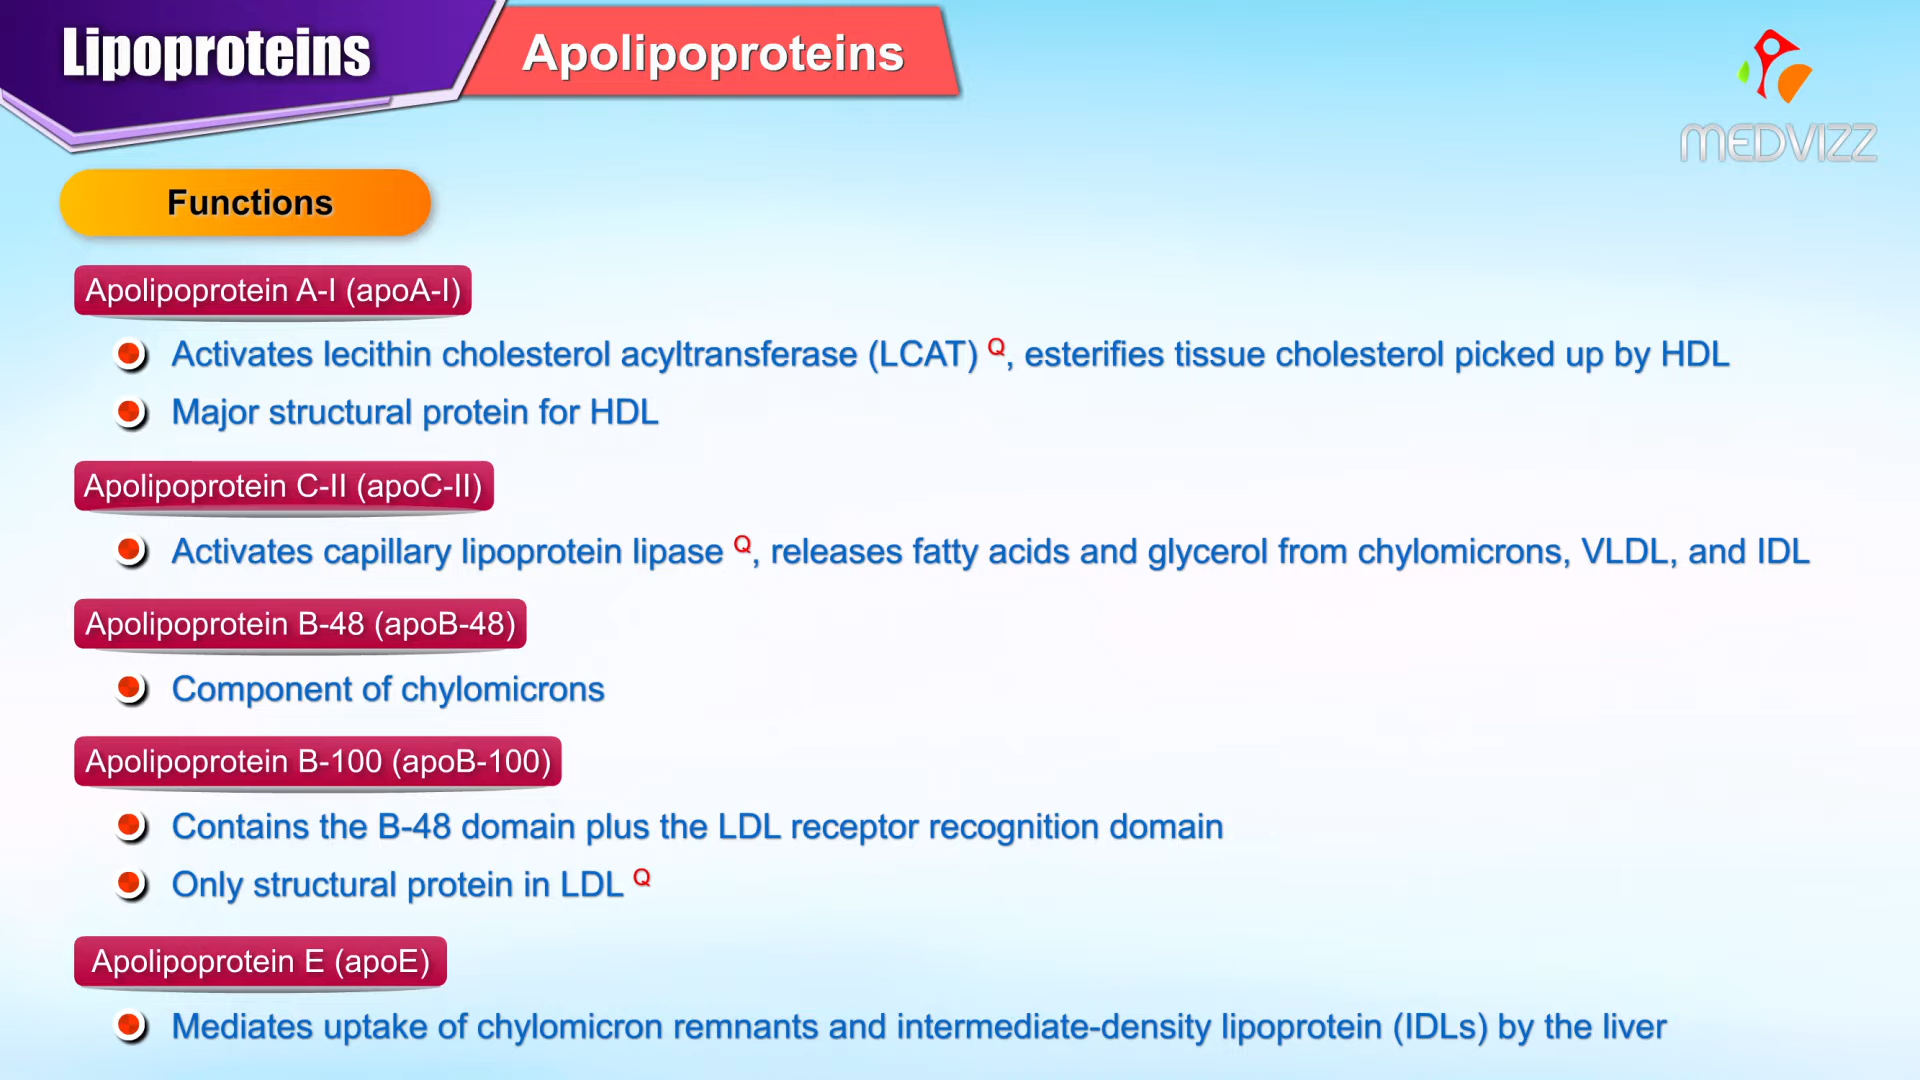 Lipoproteins
Apolipoproteins
MEDVIZZ
Functions
Apolipoprotein A-I (apoA-I)
Activates lecithin cholesterol acyltransferase (LCAT) Q, esterifies tissue cholesterol picked up by HDL
Major structural protein for HDL
Apolipoprotein C-II (apoC-II)
Activates capillary lipoprotein lipase Q, releases fatty acids and glycerol from chylomicrons, VLDL, and IDL
Apolipoprotein B-48 (apoB-48)
Component of chylomicrons
Apolipoprotein B-100 (apoB-100)
Contains the B-48 domain plus the LDL receptor recognition domain
Only structural protein in LDL Q
Apolipoprotein E (apoE)
Mediates uptake of chylomicron remnants and intermediate-density lipoprotein (IDLs) by the liver